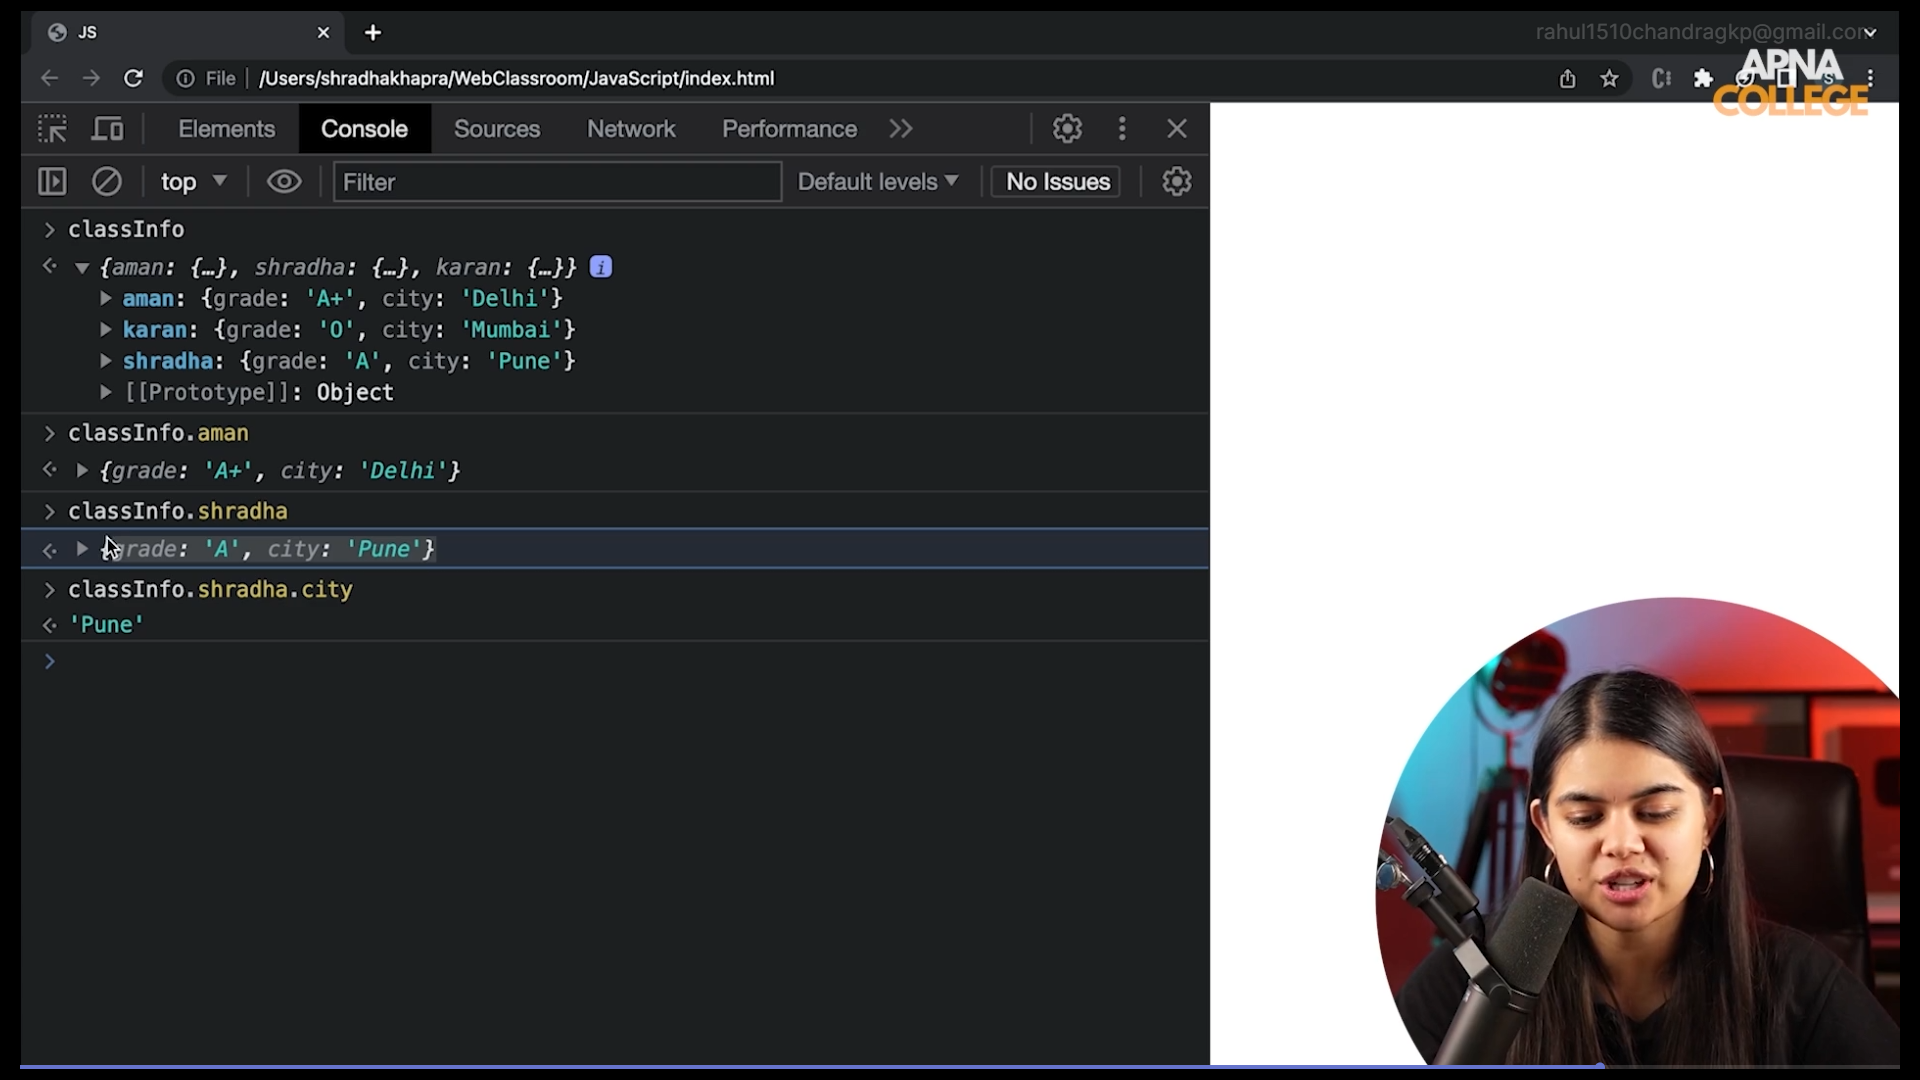 JS
rahul1510chandragkp@gmail.com
File /Users/shradhakhapra/WebClassroom/JavaScript/index.html
APNA
COLLEGE
Elements Console Sources Network Performance
top Filter Default levels No Issues
> classInfo
{aman: {…}, shradha: {…}, karan: {…}} i
aman: {grade: 'A+', city: 'Delhi'}
karan: {grade: 'O', city: 'Mumbai'}
shradha: {grade: 'A', city: 'Pune'}
[[Prototype]]: Object
> classInfo.aman
{grade: 'A+', city: 'Delhi'}
> classInfo.shradha
{grade: 'A', city: 'Pune'}
> classInfo.shradha.city
'Pune'
>